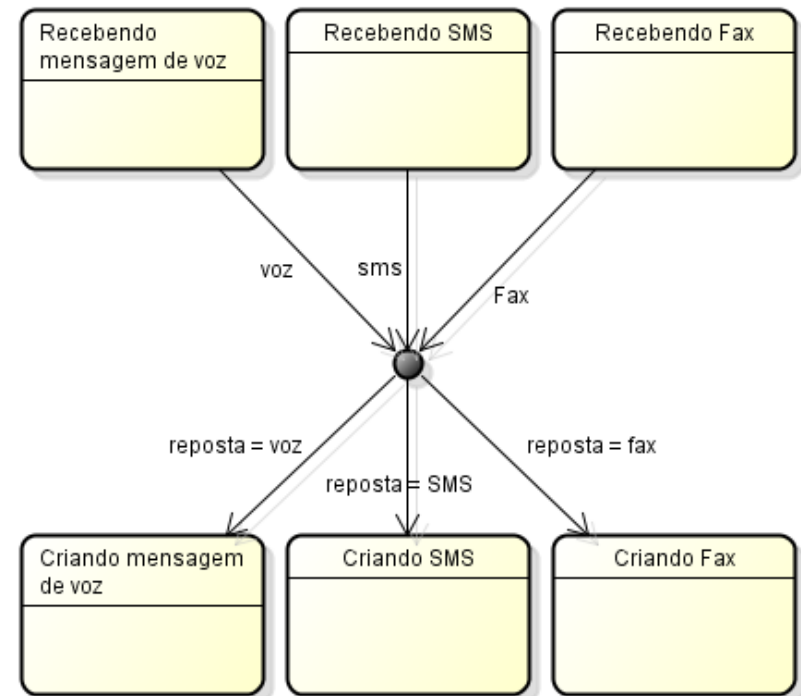 Recebendo
mensagem de voz
Recebendo SMS
Recebendo Fax
voz
sms
Fax
reposta = voz
reposta = SMS
reposta = fax
Criando mensagem
de voz
Criando SMS
Criando Fax